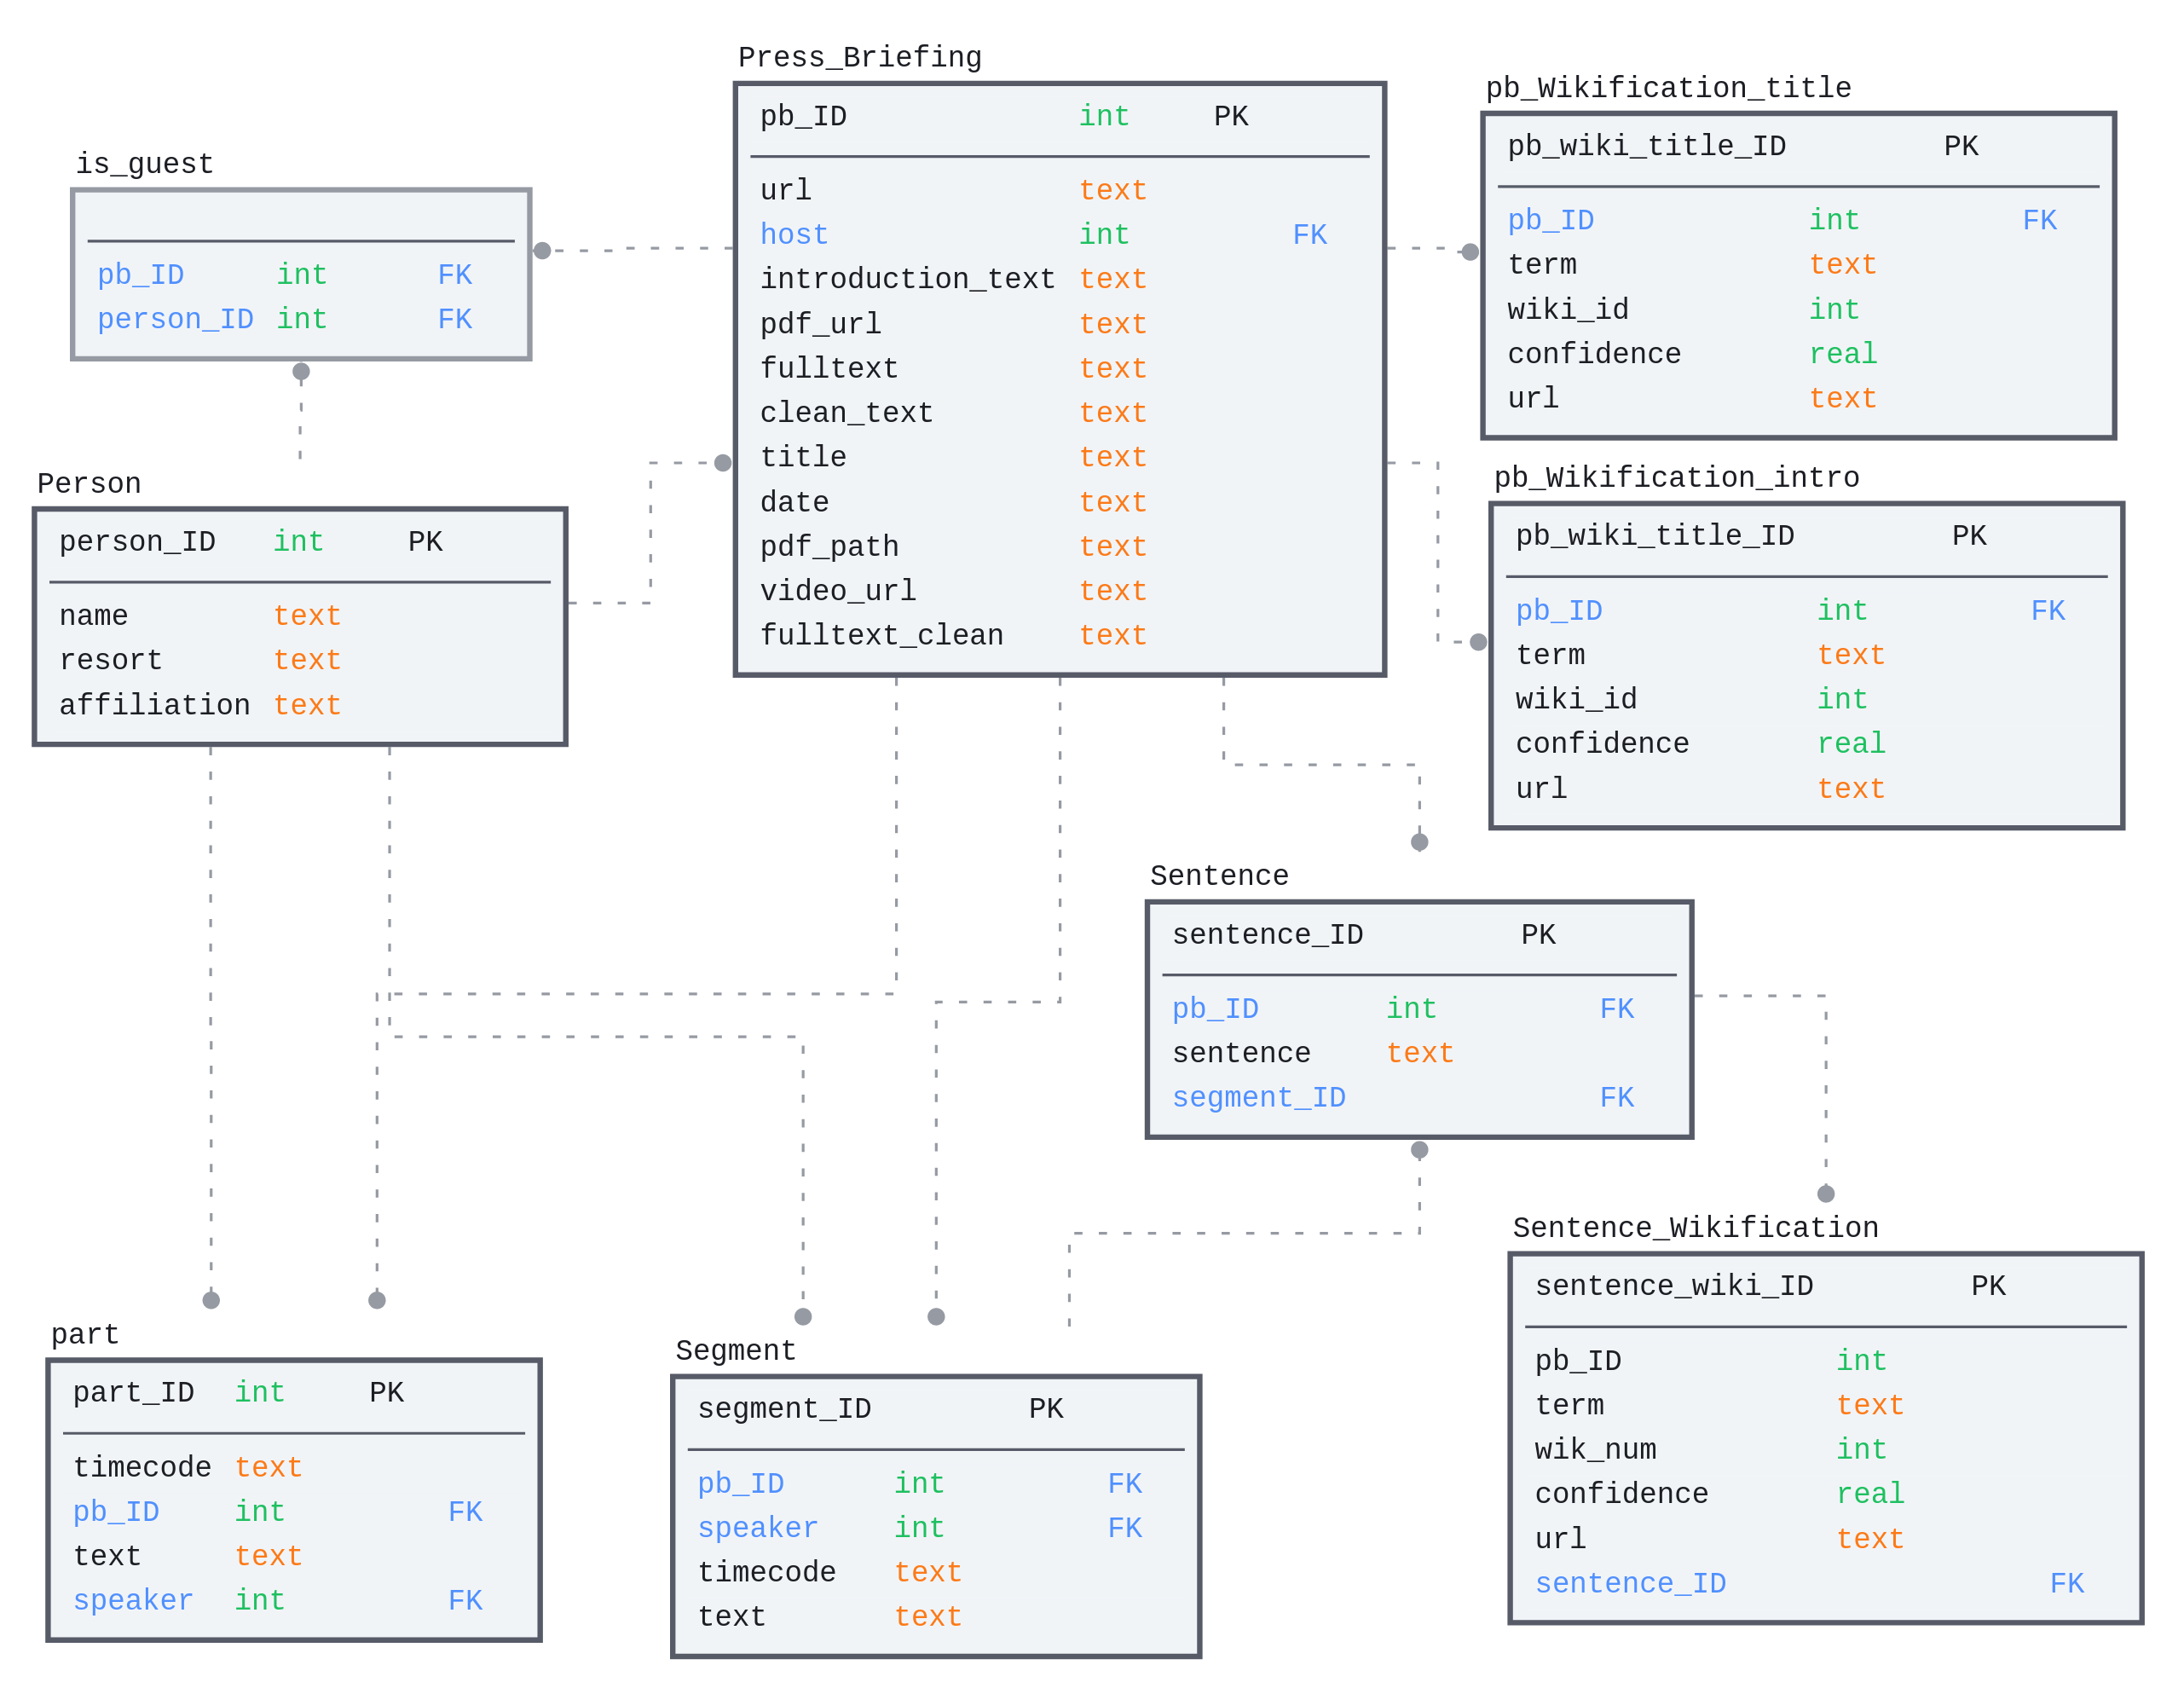 Press_Briefing
pb_ID int PK
url text
host int FK
introduction_text text
pdf_url text
fulltext text
clean_text text
title text
date text
pdf_path text
video_url text
fulltext_clean text
pb_Wikification_title
pb_wiki_title_ID PK
pb_ID int FK
term text
wiki_id int
confidence real
url text
is_guest
pb_ID int FK
person_ID int FK
Person
person_ID int PK
name text
resort text
affiliation text
pb_Wikification_intro
pb_wiki_title_ID PK
pb_ID int FK
term text
wiki_id int
confidence real
url text
Sentence
sentence_ID PK
pb_ID int FK
sentence text
segment_ID FK
Sentence_Wikification
sentence_wiki_ID PK
pb_ID int
term text
wik_num int
confidence real
url text
sentence_ID FK
part
part_ID int PK
timecode text
pb_ID int FK
text text
speaker int FK
Segment
segment_ID PK
pb_ID int FK
speaker int FK
timecode text
text text